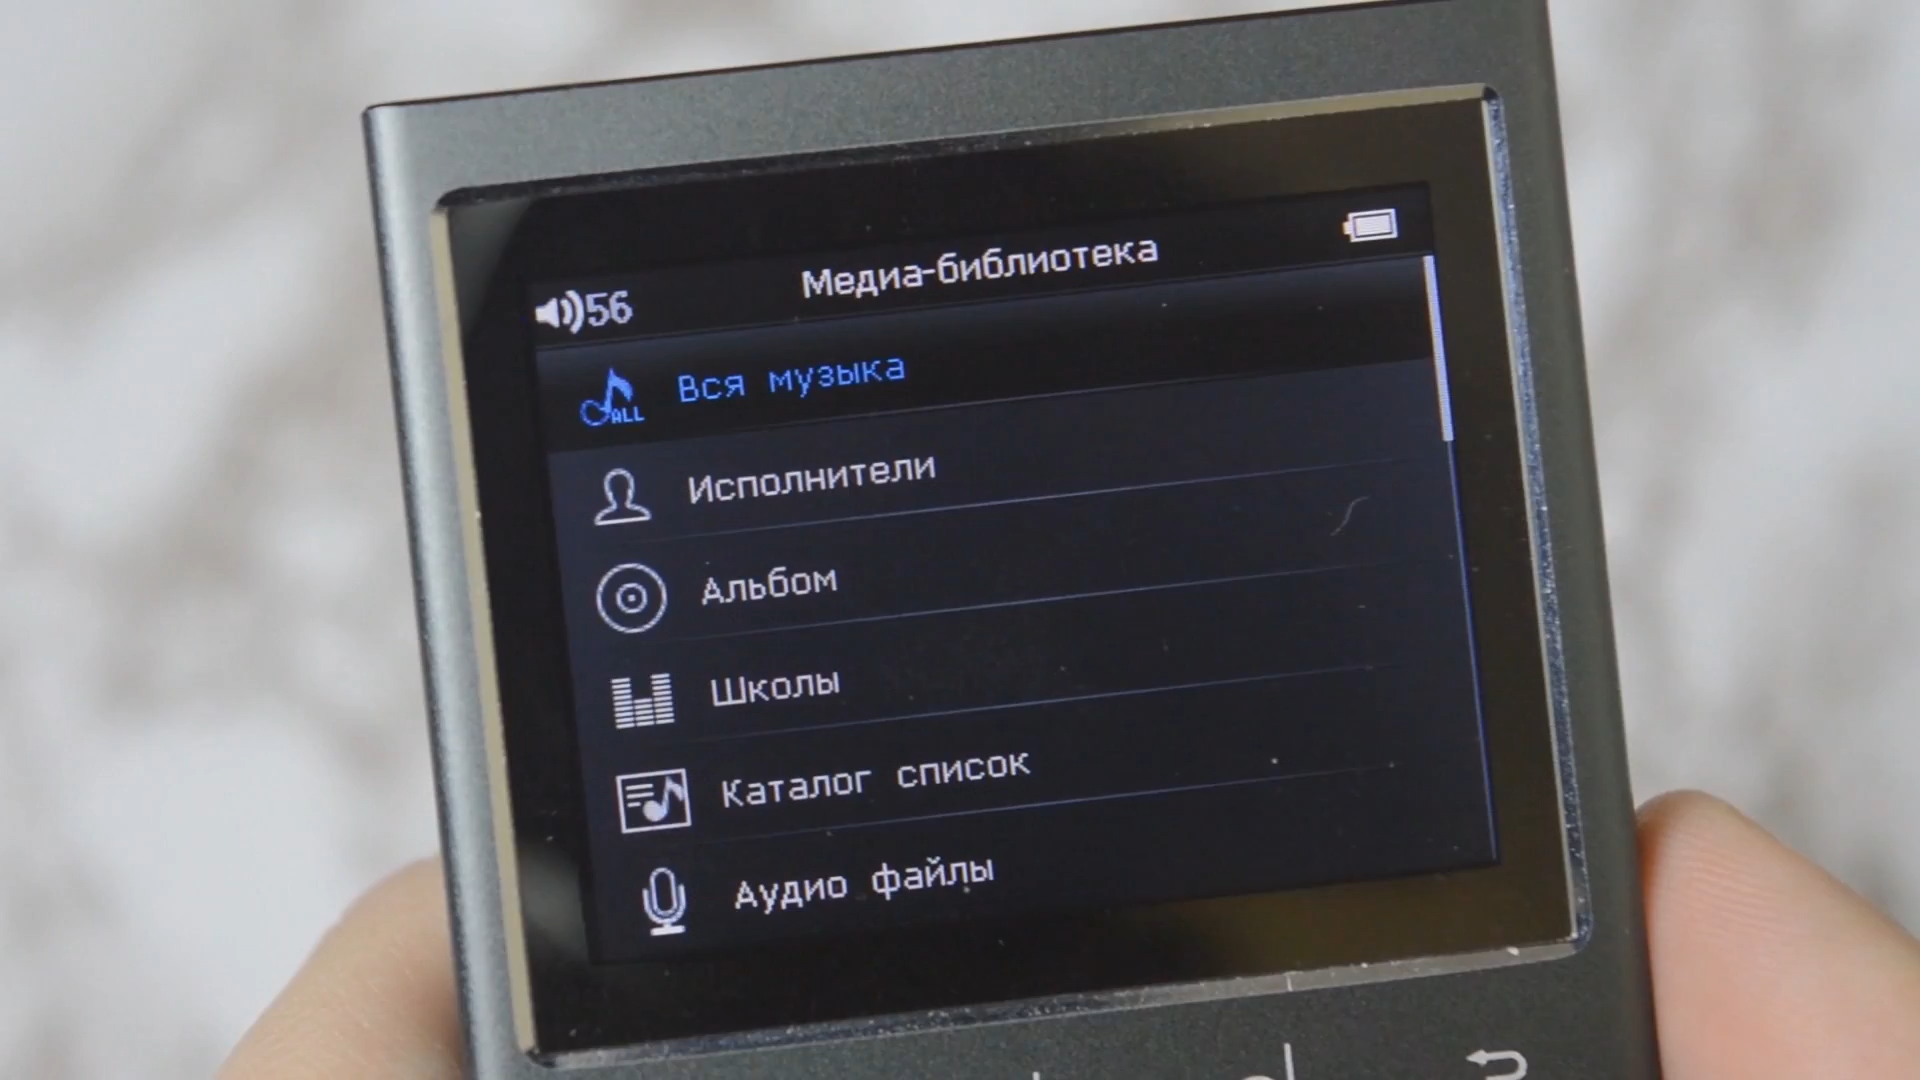 Медиа-библиотека
56
Вся музыка
ALL
Исполнители
Альбом
Школы
Каталог список
Аудио файлы